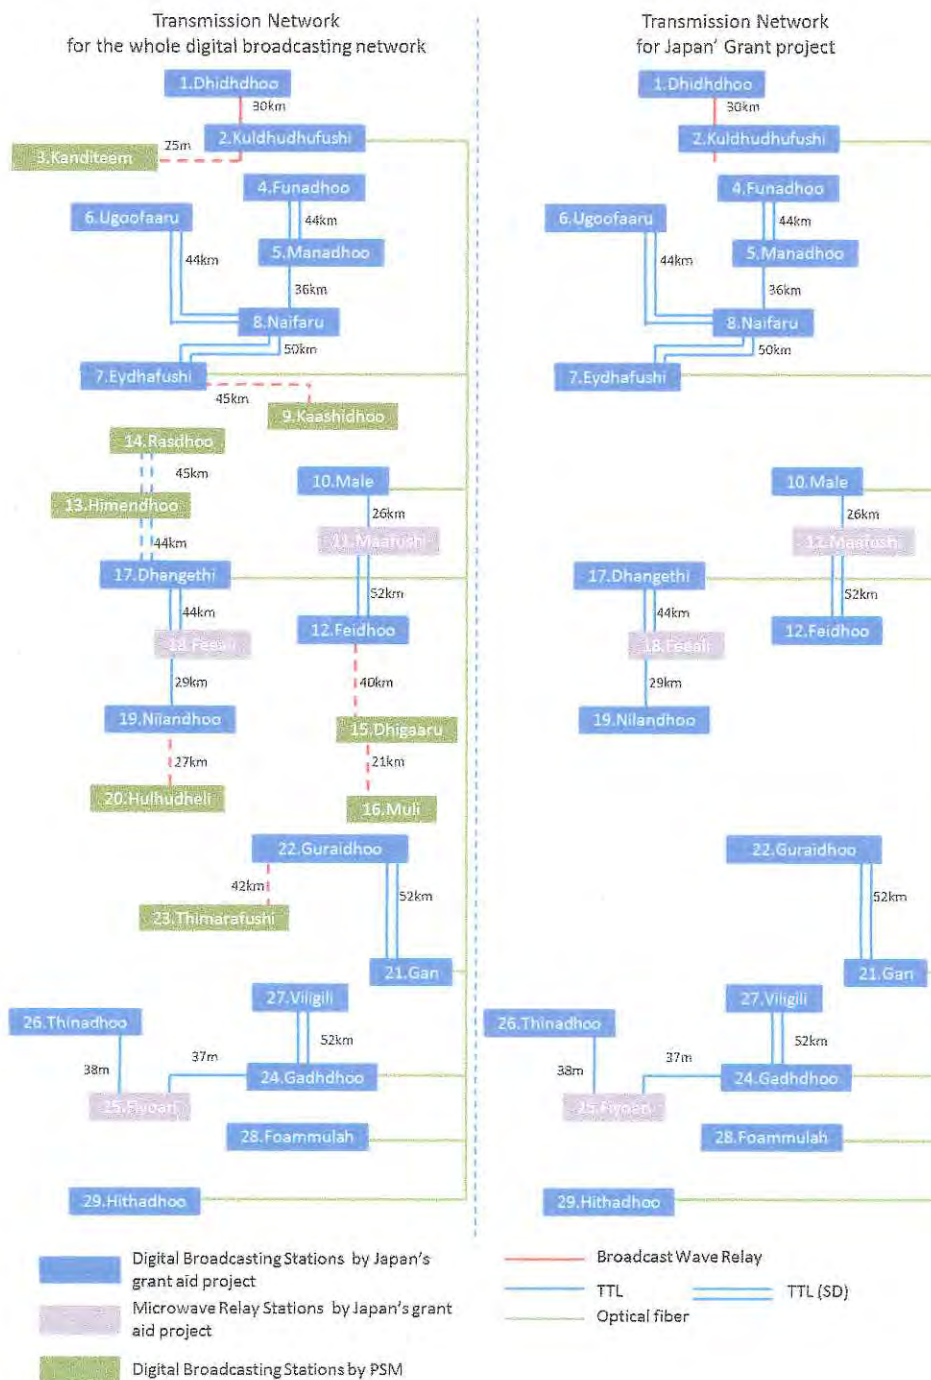 Transmission Network
for the whole digital broadcasting network
1.Dhidhdhoo
30km
2.Kuldhudhufushi
25m
3.Kanditeem
4.Funadhoo
6.Ugoofaaru
44km
5.Manadhoo
44km
36km
8.Naifaru
50km
7.Eydhafushi
45km
9.Kaashidhoo
14.Rasdhoo
45km
10.Male
13.Himendhoo
26km
11.Maafushi
44km
17.Dhangethi
52km
44km
12.Feidhoo
18.Feeali
29km
40km
19.Nilandhoo
15.Dhigaaru
27km
21km
20.Hulhudheli
16.Muli
22.Guraidhoo
42km
52km
23.Thimarafushi
21.Gan
27.Viligili
26.Thinadhoo
52km
37m
38m
24.Gadhdhoo
25.Fiyoari
28.Foammulah
29.Hithadhoo
Transmission Network
for Japan' Grant project
1.Dhidhdhoo
30km
2.Kuldhudhufushi
4.Funadhoo
6.Ugoofaaru
44km
5.Manadhoo
44km
36km
8.Naifaru
50km
7.Eydhafushi
10.Male
26km
11.Maafushi
17.Dhangethi
52km
44km
12.Feidhoo
18.Feeali
29km
19.Nilandhoo
22.Guraidhoo
52km
21.Gan
27.Viligili
26.Thinadhoo
52km
37m
38m
24.Gadhdhoo
25.Fiyoari
28.Foammulah
29.Hithadhoo
Digital Broadcasting Stations by Japan's
grant aid project
Microwave Relay Stations by Japan's grant
aid project
Digital Broadcasting Stations by PSM
Broadcast Wave Relay
TTL
TTL (SD)
Optical fiber